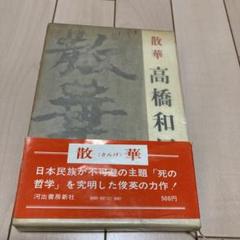 散華
散華
高橋和
散(さんげ)華
日本民族が不可避の主題「死の
哲学」を究明した俊英の力作!
河出書房新社
500円